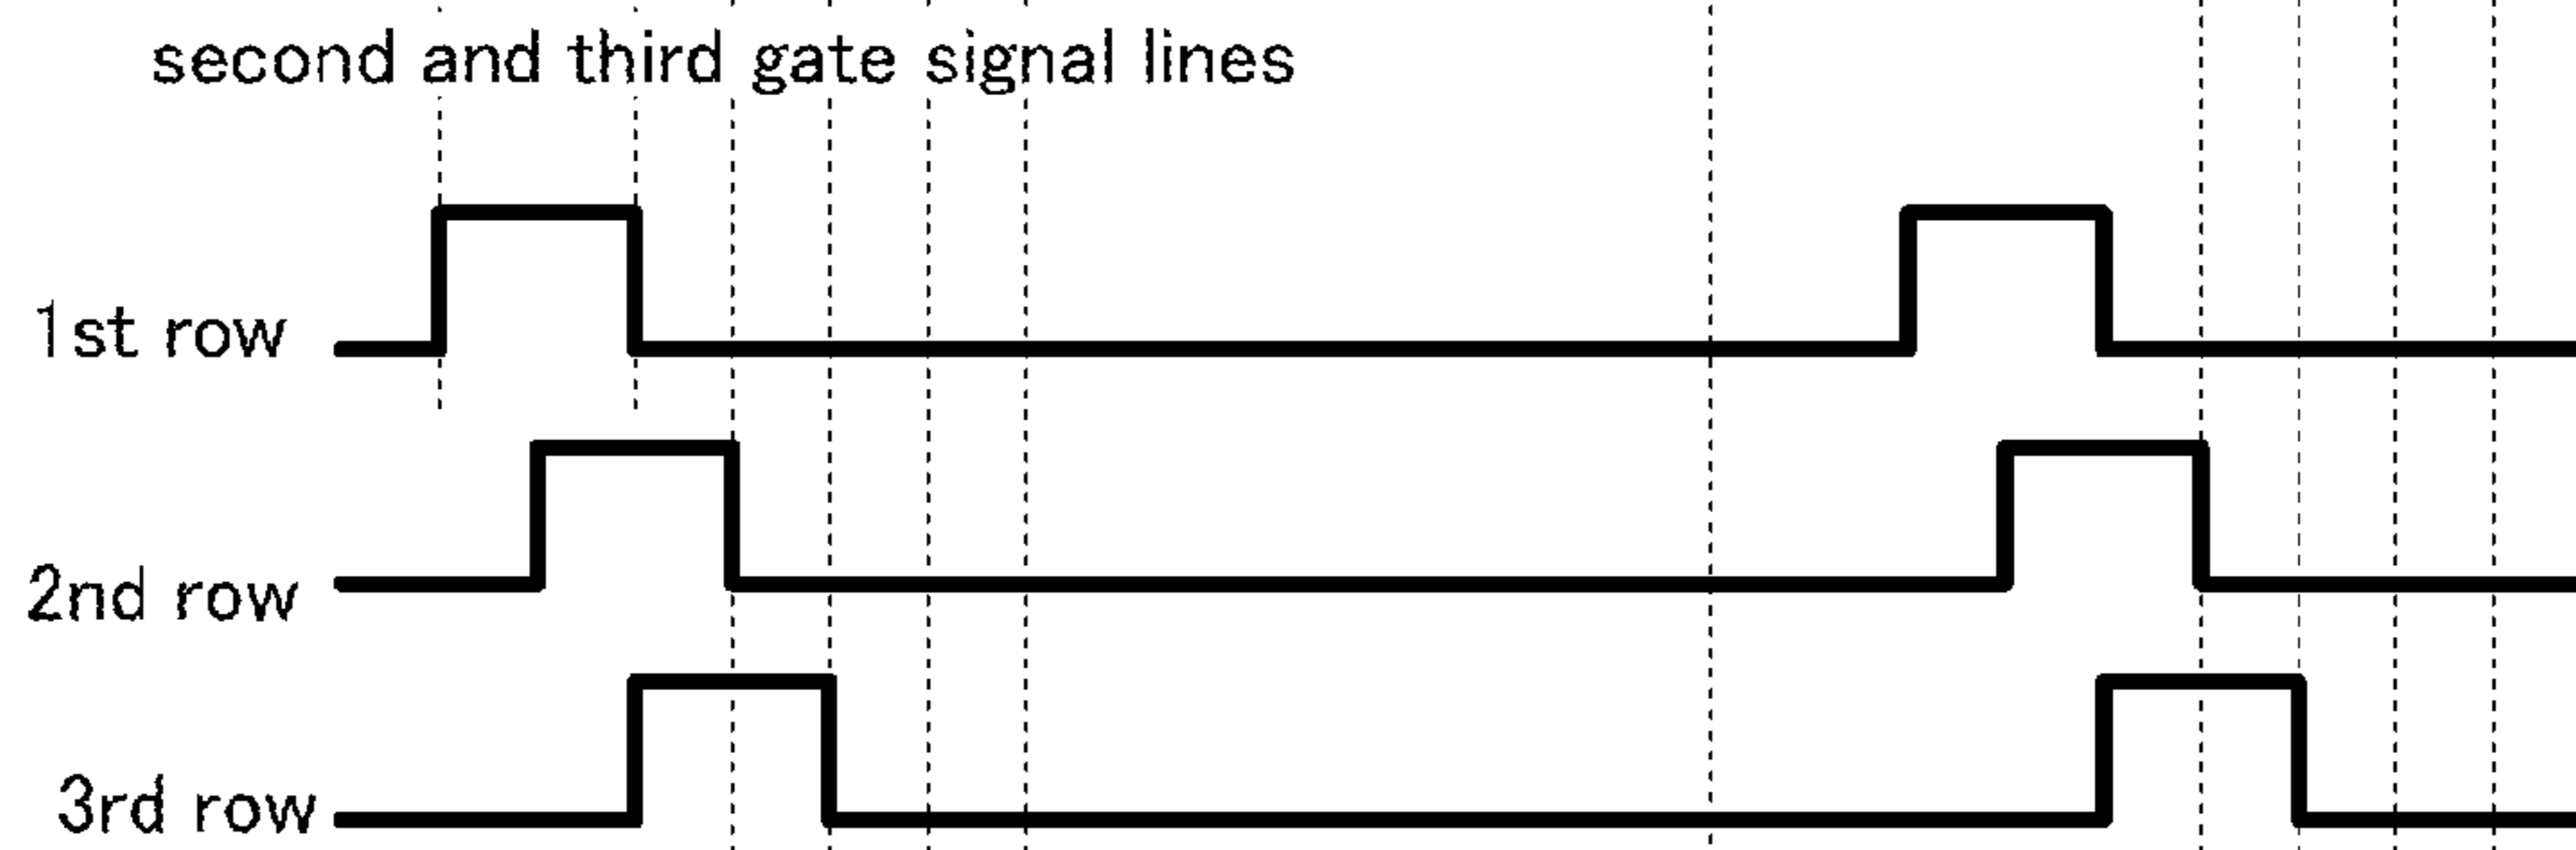 second and third gate signal lines
1st row
2nd row
3rd row